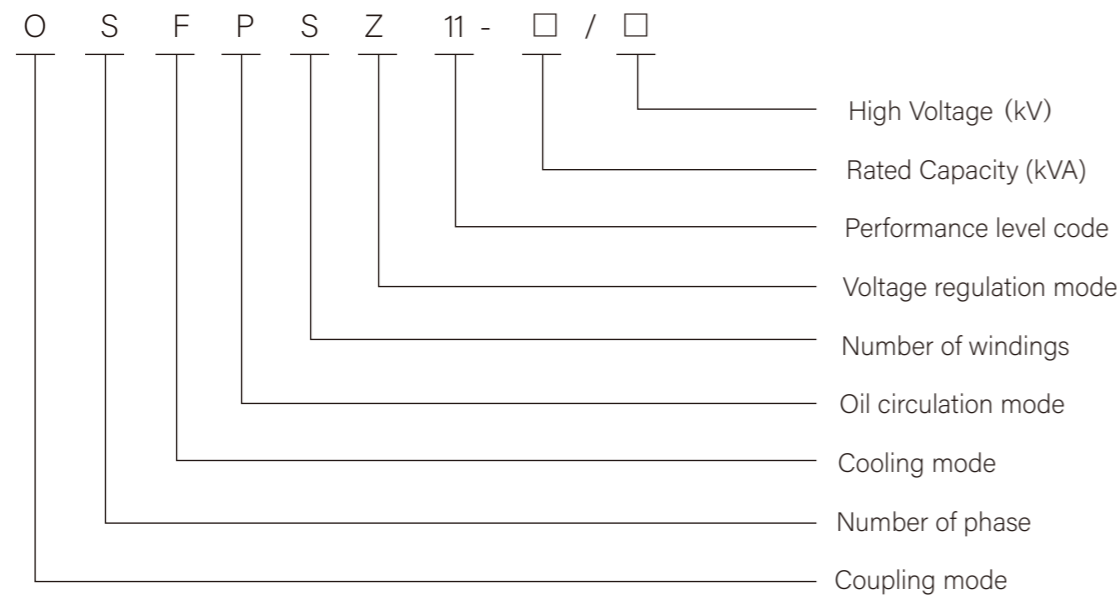 O S F P S Z 11 - □ / □
High Voltage (kV)
Rated Capacity (kVA)
Performance level code
Voltage regulation mode
Number of windings
Oil circulation mode
Cooling mode
Number of phase
Coupling mode